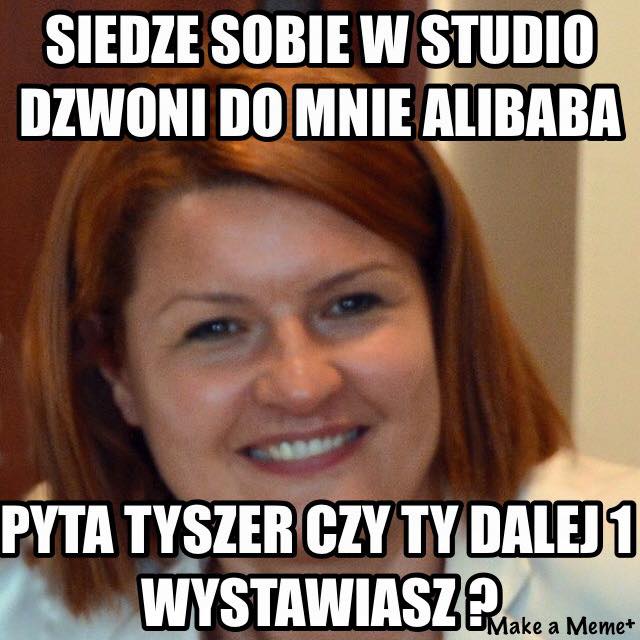 SIEDZE SOBIE W STUDIO
DZWONI DO MNIE ALIBABA
PYTA TYSZER CZY TY DALEJ 1
WYSTAWIASZ ?
Make a Meme+